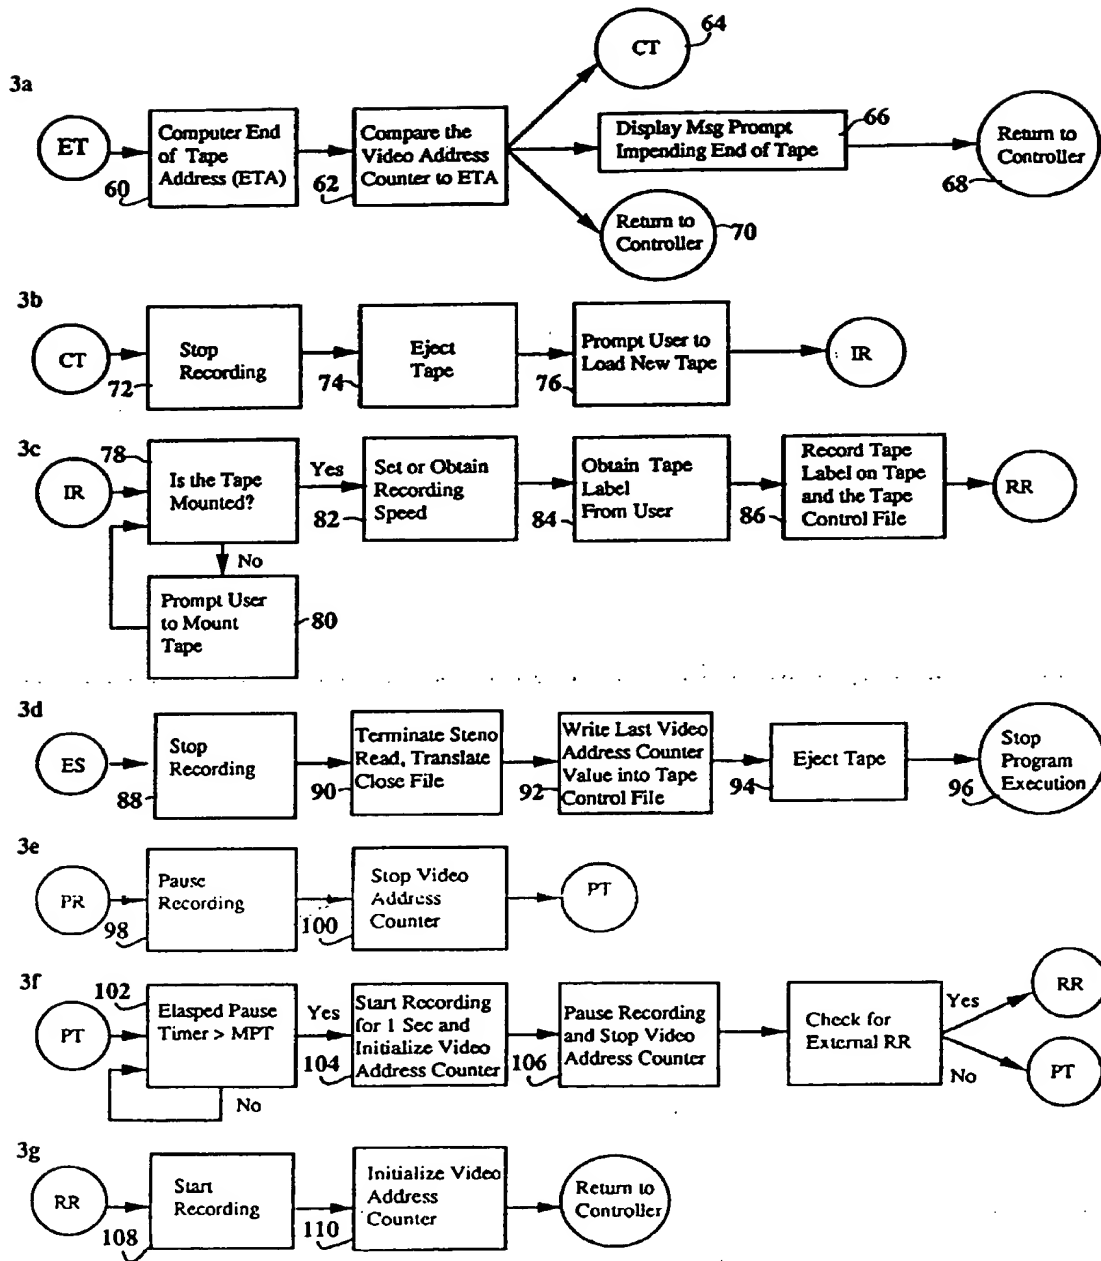 3a
ET
Computer End
of Tape
Address (ETA)
60
Compare the
Video Address
Counter to ETA
62
CT
64
Display Msg Prompt
Impending End of Tape
66
Return to
Controller
68
Return to
Controller
70
3b
CT
Stop
Recording
72
Eject
Tape
74
Prompt User to
Load New Tape
76
IR
3c
IR
78
Is the Tape
Mounted?
Yes
No
Prompt User
to Mount
Tape
80
Set or Obtain
Recording
Speed
82
Obtain Tape
Label
From User
84
Record Tape
Label on Tape
and the Tape
Control File
86
RR
3d
ES
Stop
Recording
88
Terminate Steno
Read, Translate
Close File
90
Write Last Video
Address Counter
Value into Tape
Control File
92
Eject Tape
94
Stop
Program
Execution
96
3e
PR
Pause
Recording
98
Stop Video
Address
Counter
100
PT
3f
PT
102
Elasped Pause
Timer > MPT
Yes
No
Start Recording
for 1 Sec and
Initialize Video
Address Counter
104
Pause Recording
and Stop Video
Address Counter
106
Check for
External RR
Yes
No
RR
PT
3g
RR
Start
Recording
108
Initialize Video
Address
Counter
110
Return to
Controller